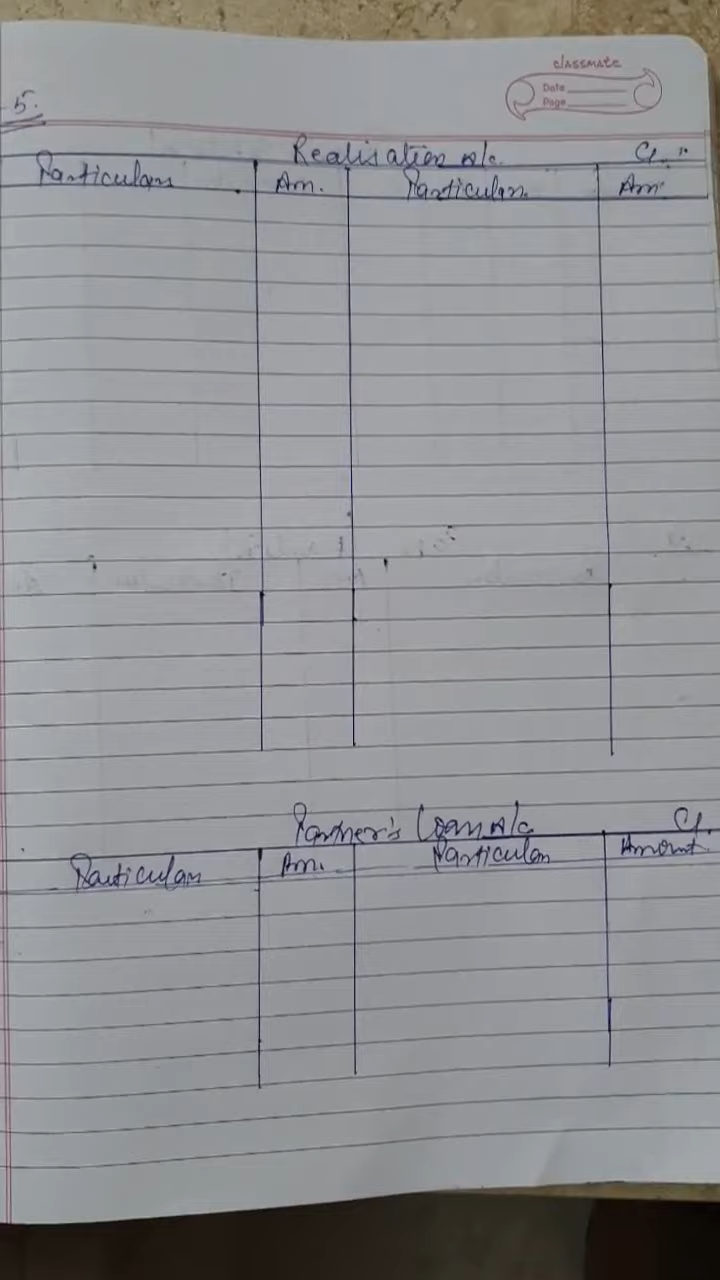 classmate
Date
Page
5.
Realisation A/c. Cr.
Particulars Am. Particulars Am.
Partner's Loan A/c Cr.
Particulars Am. Particulars Amount